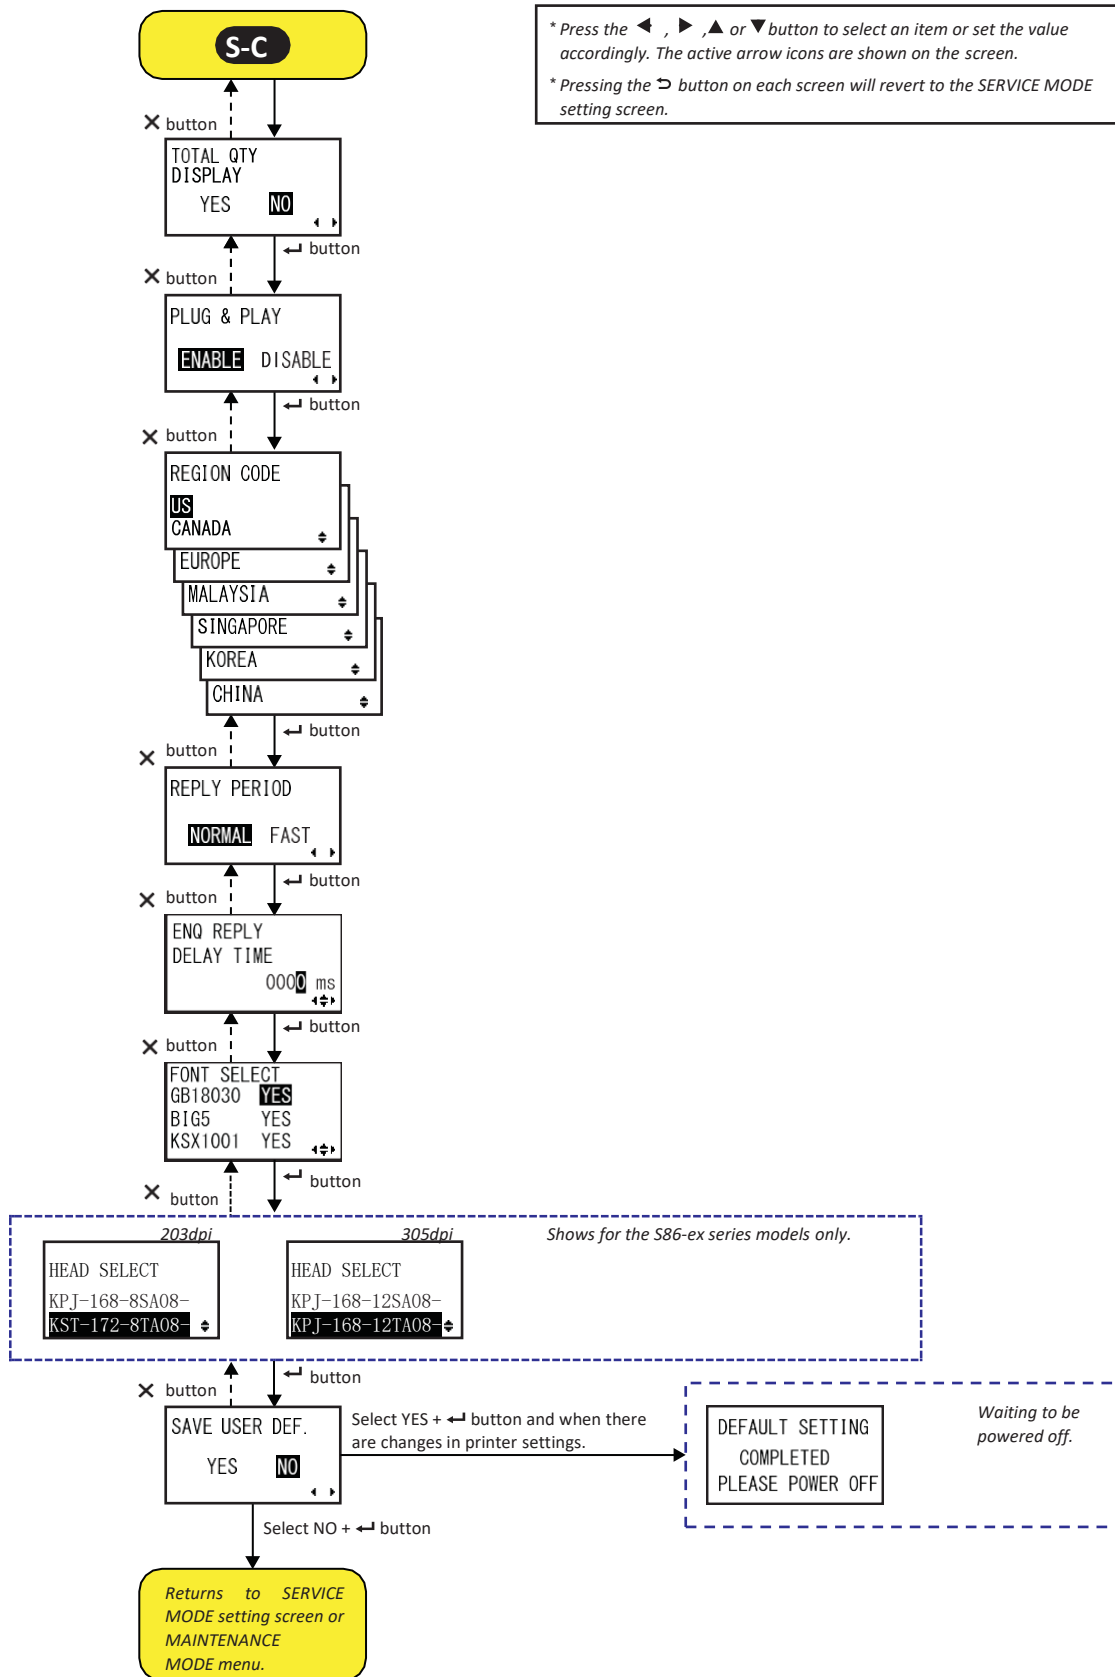 S-C
* Press the ◀ , ▶ ,▲ or ▼ button to select an item or set the value
accordingly. The active arrow icons are shown on the screen.
* Pressing the ⮌ button on each screen will revert to the SERVICE MODE
setting screen.
✕ button
TOTAL QTY
DISPLAY
YES NO
↵ button
✕ button
PLUG & PLAY
ENABLE DISABLE
↵ button
✕ button
REGION CODE
US
CANADA
EUROPE
MALAYSIA
SINGAPORE
KOREA
CHINA
↵ button
✕ button
REPLY PERIOD
NORMAL FAST
↵ button
✕ button
ENQ REPLY
DELAY TIME
0000 ms
↵ button
✕ button
FONT SELECT
GB18030 YES
BIG5 YES
KSX1001 YES
↵ button
✕ button
203dpi
305dpi
Shows for the S86-ex series models only.
HEAD SELECT
KPJ-168-8SA08-
KST-172-8TA08-
HEAD SELECT
KPJ-168-12SA08-
KPJ-168-12TA08-
↵ button
✕ button
SAVE USER DEF.
YES NO
Select YES + ↵ button and when there
are changes in printer settings.
DEFAULT SETTING
COMPLETED
PLEASE POWER OFF
Waiting to be
powered off.
Select NO + ↵ button
Returns to SERVICE
MODE setting screen or
MAINTENANCE
MODE menu.